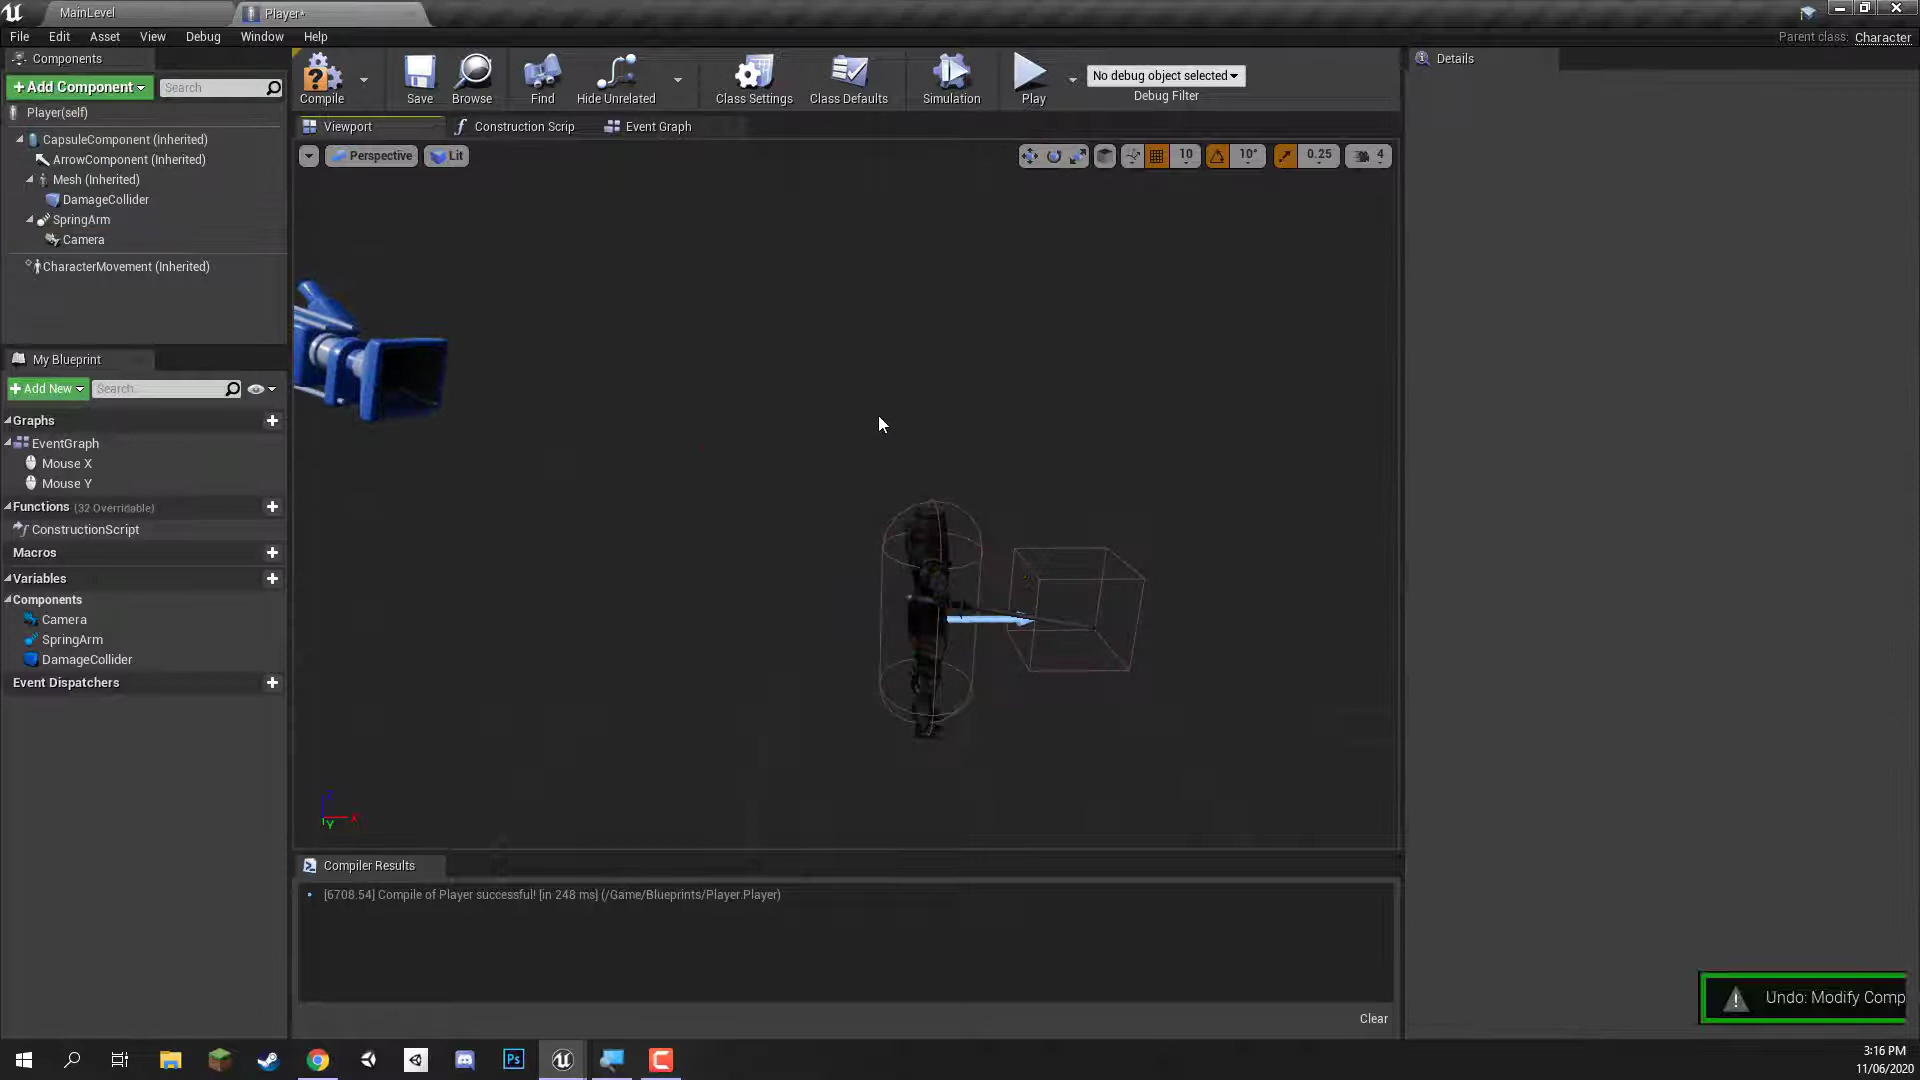 MainLevel
Player*
File Edit Asset View Debug Window Help
Parent class: Character
Components
+Add Component
Search
Player(self)
CapsuleComponent (Inherited)
ArrowComponent (Inherited)
Mesh (Inherited)
DamageCollider
SpringArm
Camera
CharacterMovement (Inherited)
My Blueprint
+Add New
Search
Graphs
EventGraph
Mouse X
Mouse Y
Functions (32 Overridable)
ConstructionScript
Macros
Variables
Components
Camera
SpringArm
DamageCollider
Event Dispatchers
Compile
Save
Browse
Find
Hide Unrelated
Class Settings
Class Defaults
Simulation
Play
No debug object selected
Debug Filter
Viewport
Construction Scrip
Event Graph
Perspective
Lit
10
10°
0.25
4
Z
X
Y
Compiler Results
[6708.54] Compile of Player successful! [in 248 ms] (/Game/Blueprints/Player.Player)
Clear
Details
Undo: Modify Comp
Ps
3:16 PM
11/06/2020